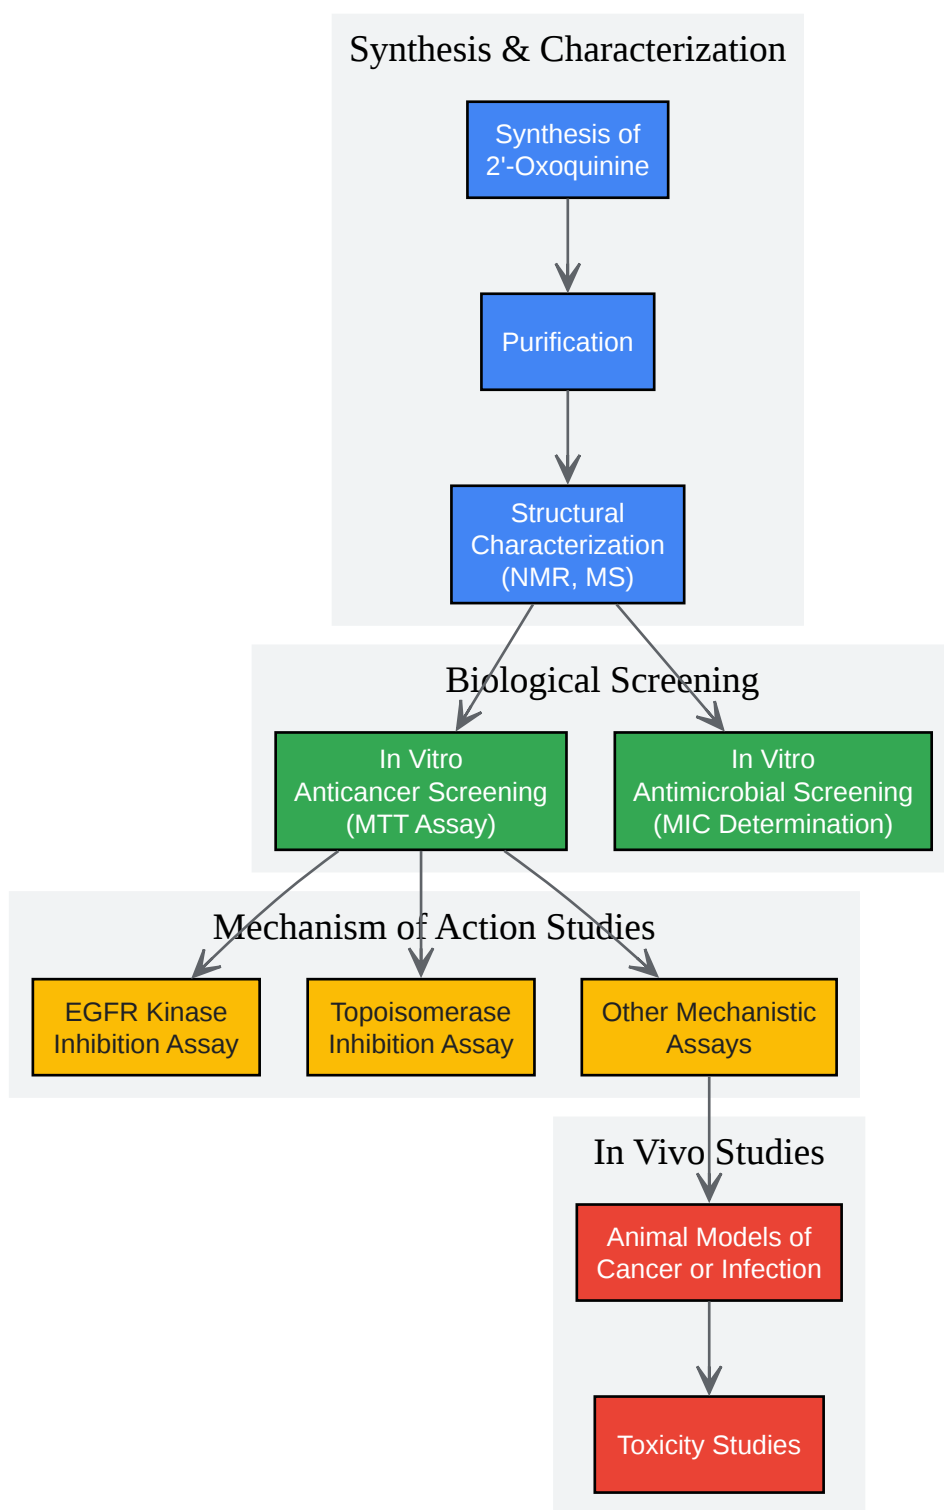 Synthesis & Characterization
Synthesis of
2'-Oxoquinine
Purification
Structural
Characterization
(NMR, MS)
Biological Screening
In Vitro
Anticancer Screening
(MTT Assay)
In Vitro
Antimicrobial Screening
(MIC Determination)
Mechanism of Action Studies
EGFR Kinase
Inhibition Assay
Topoisomerase
Inhibition Assay
Other Mechanistic
Assays
In Vivo Studies
Animal Models of
Cancer or Infection
Toxicity Studies